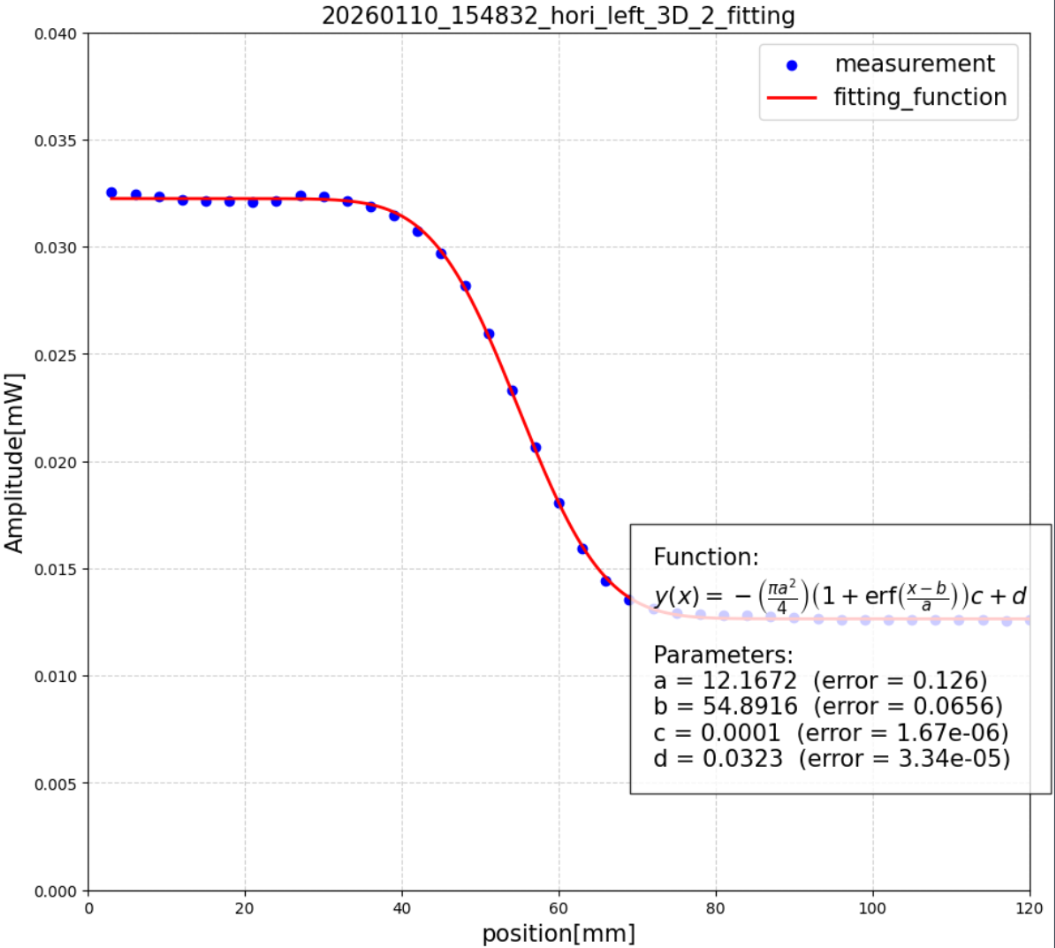 20260110_154832_hori_left_3D_2_fitting
0.040
0.035
0.030
0.025
0.020
0.015
0.010
0.005
0.000
Amplitude[mW]
measurement
fitting_function
Function:
y(x) = −(πa²/4)(1 + erf((x−b)/a))c + d
Parameters:
a = 12.1672  (error = 0.126)
b = 54.8916  (error = 0.0656)
c = 0.0001  (error = 1.67e-06)
d = 0.0323  (error = 3.34e-05)
0 20 40 60 80 100 120
position[mm]